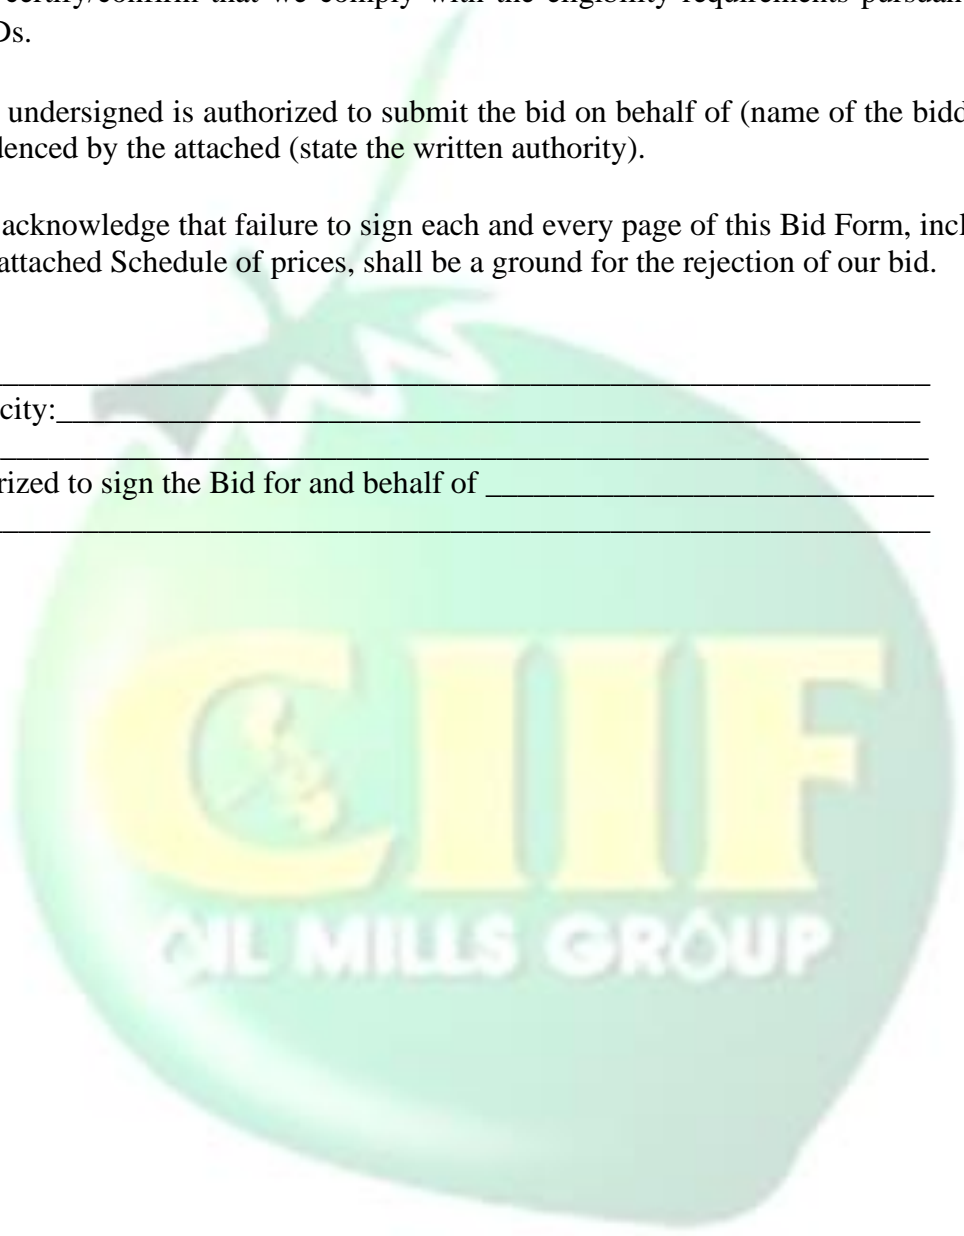 certify/confirm that we comply with the eligibility requirements pursuan
Ds.
undersigned is authorized to submit the bid on behalf of (name of the bidd
denced by the attached (state the written authority).
acknowledge that failure to sign each and every page of this Bid Form, incl
attached Schedule of prices, shall be a ground for the rejection of our bid.
city:
rized to sign the Bid for and behalf of
CIIF
OIL MILLS GROUP